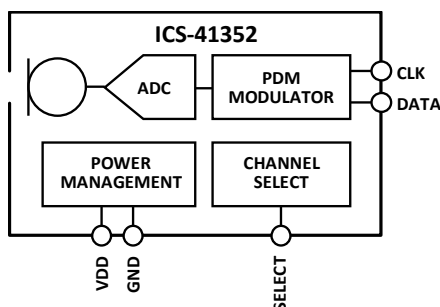 ICS-41352
ADC
PDM
MODULATOR
CLK
DATA
POWER
MANAGEMENT
CHANNEL
SELECT
VDD
GND
SELECT